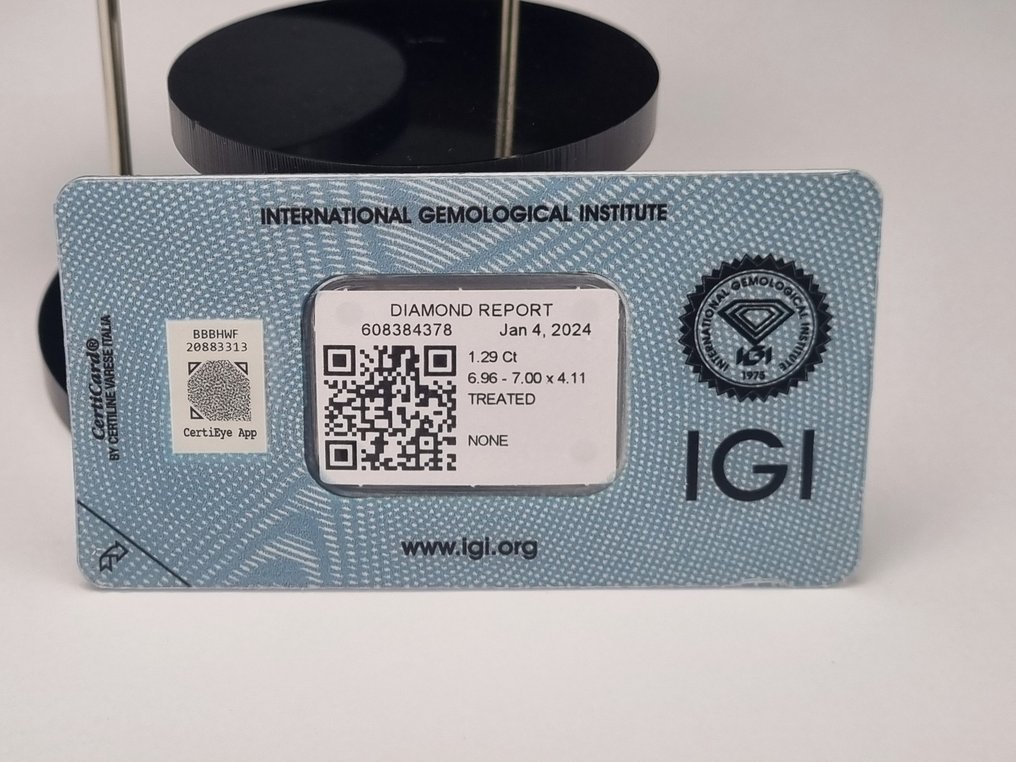 INTERNATIONAL GEMOLOGICAL INSTITUTE
CertiCard®
BY CERTILINE VARESE ITALIA
BBBHWF
20883313
CertiEye App
DIAMOND REPORT
608384378 Jan 4, 2024
1.29 Ct
6.96 - 7.00 x 4.11
TREATED
NONE
INTERNATIONAL GEMOLOGICAL INSTITUTE
IGI
1975
IGI
www.igi.org